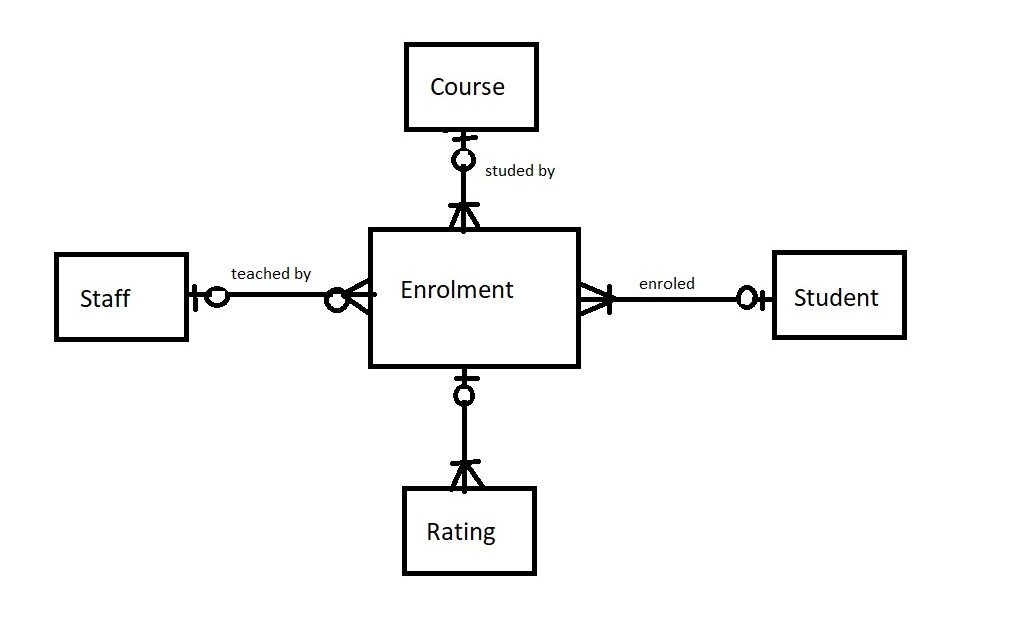 Course
studed by
teached by
Staff
Enrolment
enroled
Student
Rating